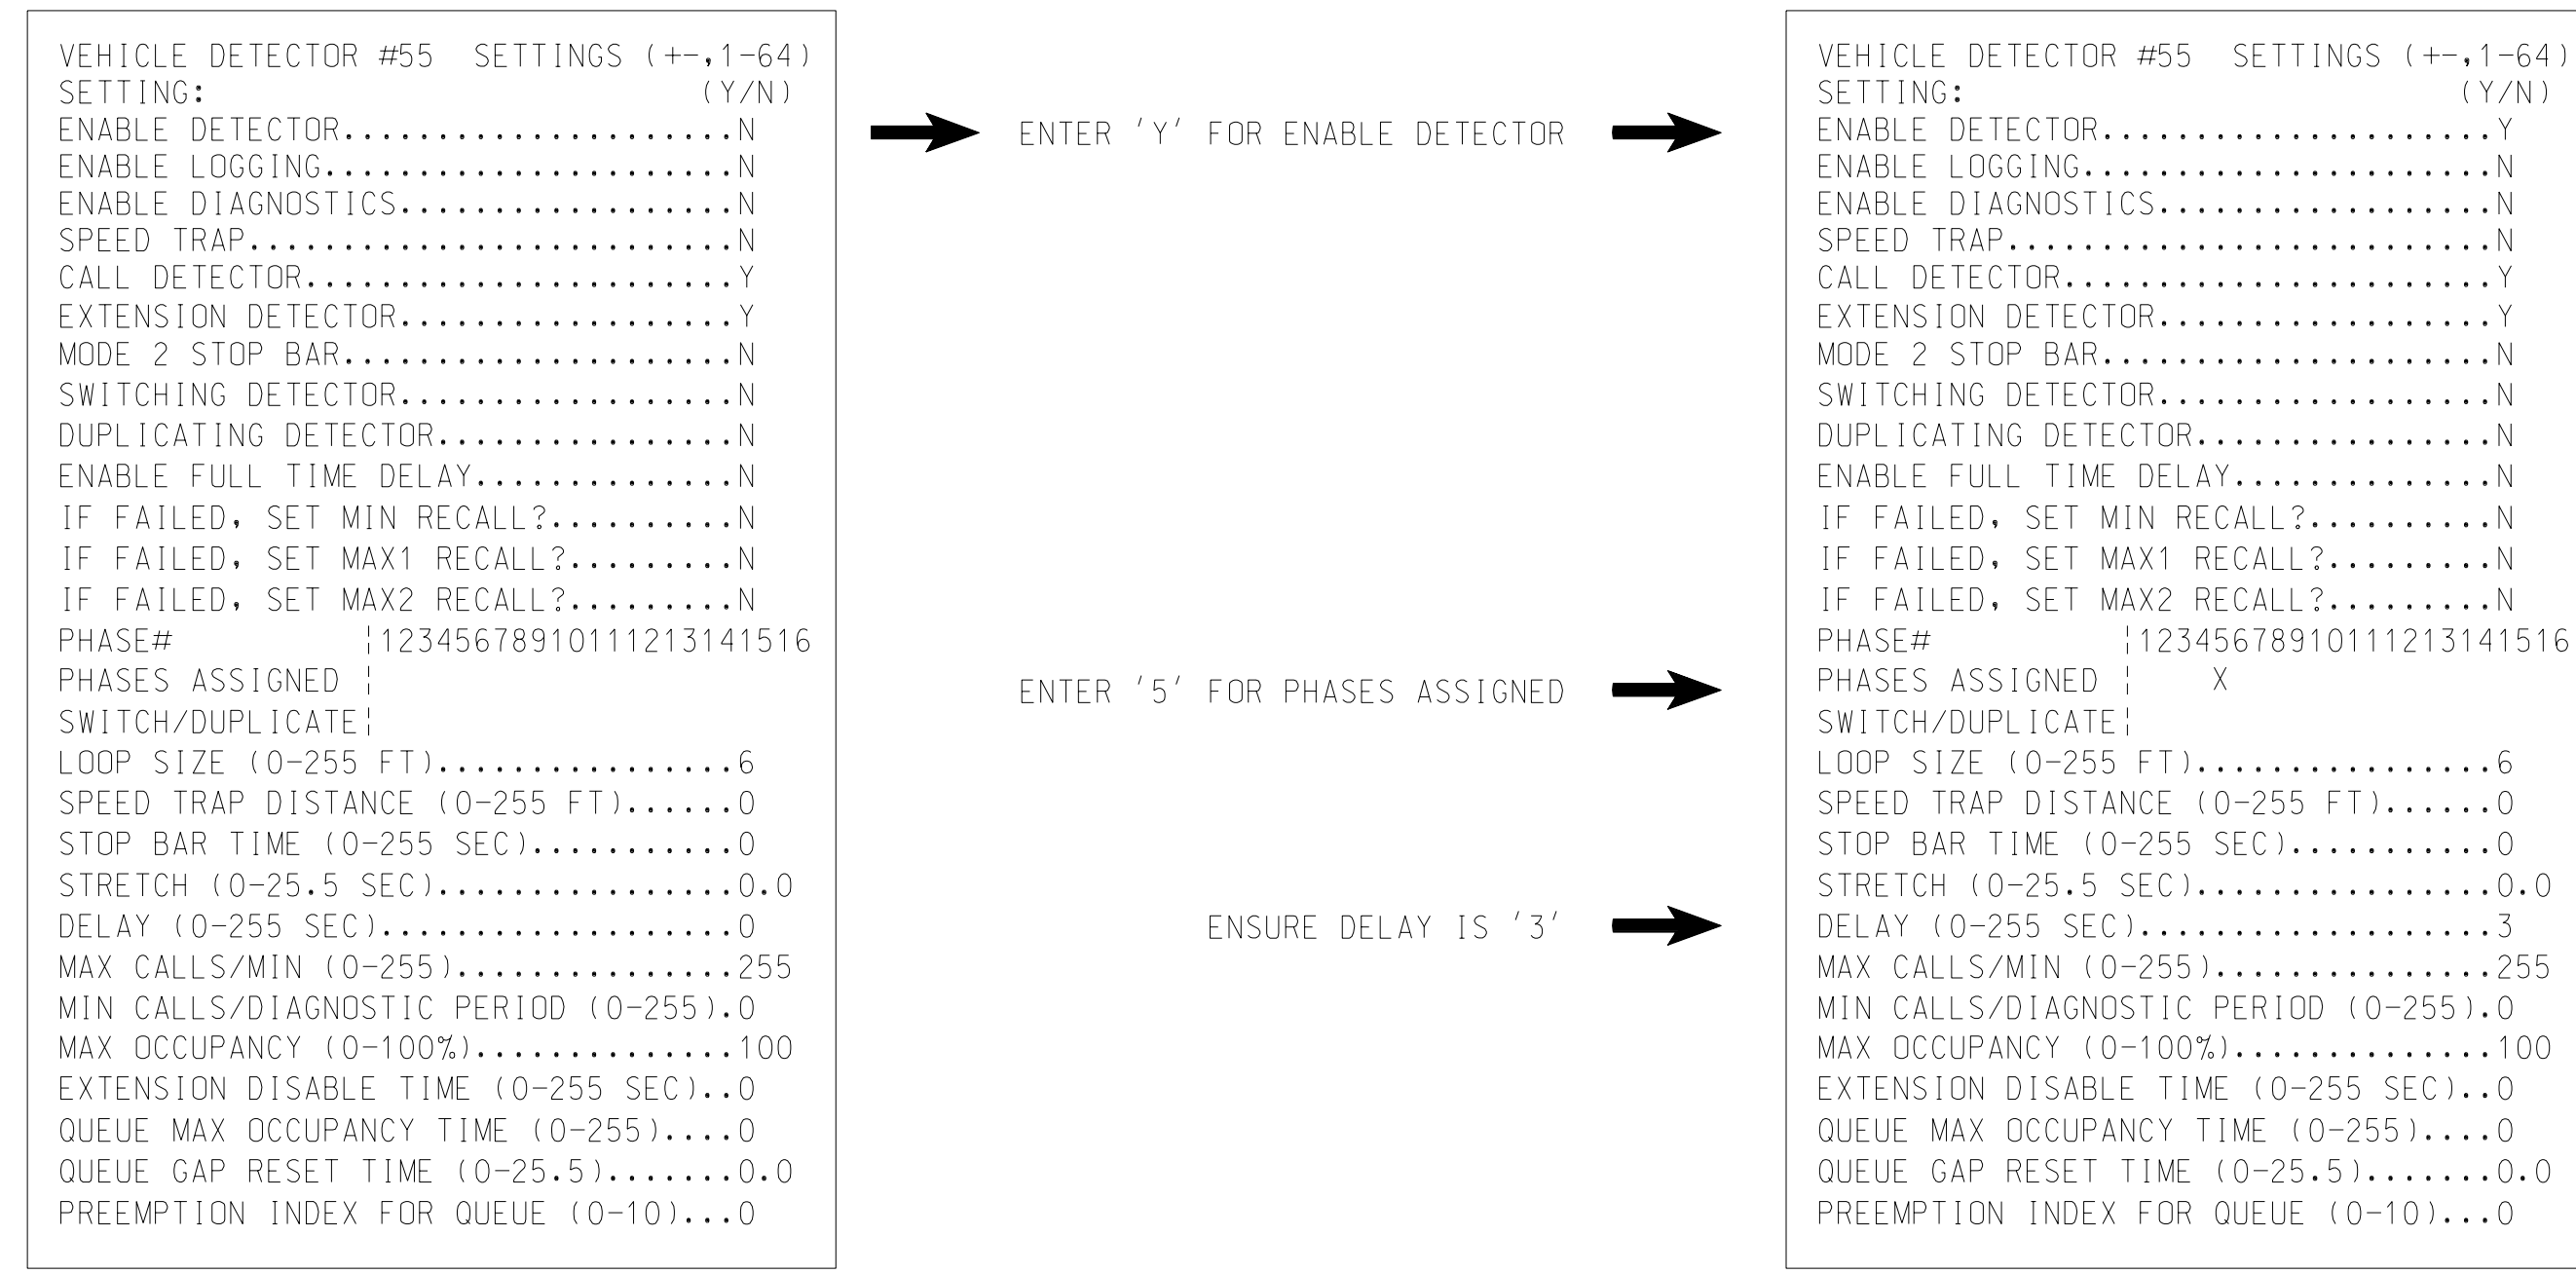 VEHICLE DETECTOR #55  SETTINGS (+-,1-64)
SETTING:                          (Y/N)
ENABLE DETECTOR.....................N
ENABLE LOGGING......................N
ENABLE DIAGNOSTICS..................N
SPEED TRAP..........................N
CALL DETECTOR.......................Y
EXTENSION DETECTOR..................Y
MODE 2 STOP BAR.....................N
SWITCHING DETECTOR..................N
DUPLICATING DETECTOR................N
ENABLE FULL TIME DELAY..............N
IF FAILED, SET MIN RECALL?..........N
IF FAILED, SET MAX1 RECALL?.........N
IF FAILED, SET MAX2 RECALL?.........N
PHASE#          |12345678910111213141516
PHASES ASSIGNED |
SWITCH/DUPLICATE|
LOOP SIZE (0-255 FT)................6
SPEED TRAP DISTANCE (0-255 FT)......0
STOP BAR TIME (0-255 SEC)...........0
STRETCH (0-25.5 SEC)................0.0
DELAY (0-255 SEC)...................0
MAX CALLS/MIN (0-255)...............255
MIN CALLS/DIAGNOSTIC PERIOD (0-255).0
MAX OCCUPANCY (0-100%)..............100
EXTENSION DISABLE TIME (0-255 SEC)..0
QUEUE MAX OCCUPANCY TIME (0-255)....0
QUEUE GAP RESET TIME (0-25.5).......0.0
PREEMPTION INDEX FOR QUEUE (0-10)...0
ENTER 'Y' FOR ENABLE DETECTOR
ENTER '5' FOR PHASES ASSIGNED
ENSURE DELAY IS '3'
VEHICLE DETECTOR #55  SETTINGS (+-,1-64)
SETTING:                          (Y/N)
ENABLE DETECTOR.....................Y
ENABLE LOGGING......................N
ENABLE DIAGNOSTICS..................N
SPEED TRAP..........................N
CALL DETECTOR.......................Y
EXTENSION DETECTOR..................Y
MODE 2 STOP BAR.....................N
SWITCHING DETECTOR..................N
DUPLICATING DETECTOR................N
ENABLE FULL TIME DELAY..............N
IF FAILED, SET MIN RECALL?..........N
IF FAILED, SET MAX1 RECALL?.........N
IF FAILED, SET MAX2 RECALL?.........N
PHASE#          |12345678910111213141516
PHASES ASSIGNED |    X
SWITCH/DUPLICATE|
LOOP SIZE (0-255 FT)................6
SPEED TRAP DISTANCE (0-255 FT)......0
STOP BAR TIME (0-255 SEC)...........0
STRETCH (0-25.5 SEC)................0.0
DELAY (0-255 SEC)...................3
MAX CALLS/MIN (0-255)...............255
MIN CALLS/DIAGNOSTIC PERIOD (0-255).0
MAX OCCUPANCY (0-100%)..............100
EXTENSION DISABLE TIME (0-255 SEC)..0
QUEUE MAX OCCUPANCY TIME (0-255)....0
QUEUE GAP RESET TIME (0-25.5).......0.0
PREEMPTION INDEX FOR QUEUE (0-10)...0